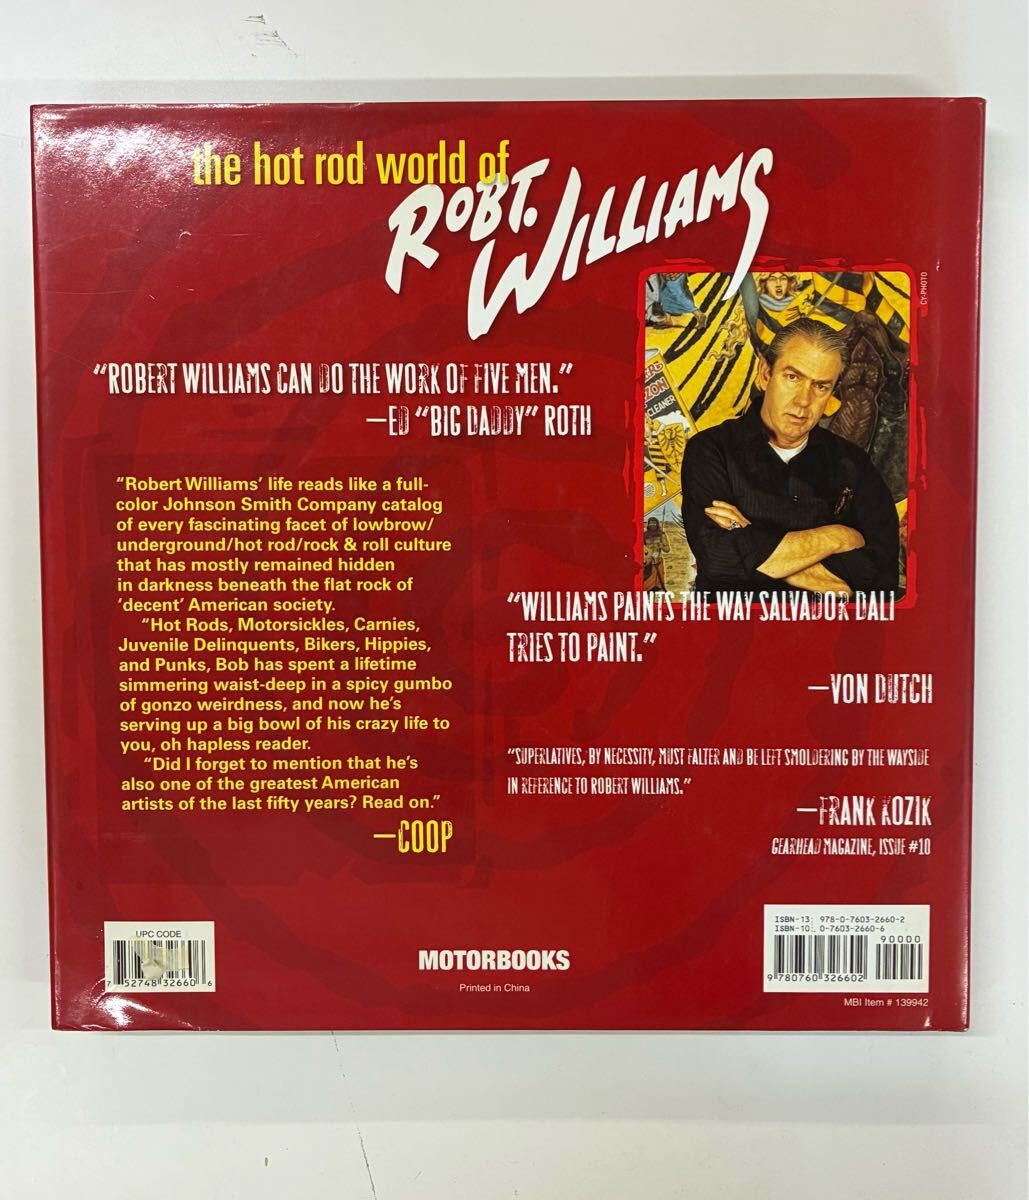 the hot rod world of
ROBT.
WILLIAMS
CY-PHOTO
"ROBERT WILLIAMS CAN DO THE WORK OF FIVE MEN."
—ED "BIG DADDY" ROTH
"Robert Williams' life reads like a full-
color Johnson Smith Company catalog
of every fascinating facet of lowbrow/
underground/hot rod/rock & roll culture
that has mostly remained hidden
in darkness beneath the flat rock of
'decent' American society.
"Hot Rods, Motorsickles, Carnies,
Juvenile Delinquents, Bikers, Hippies,
and Punks, Bob has spent a lifetime
simmering waist-deep in a spicy gumbo
of gonzo weirdness, and now he's
serving up a big bowl of his crazy life to
you, oh hapless reader.
"Did I forget to mention that he's
also one of the greatest American
artists of the last fifty years? Read on."
—COOP
CLEANER
"WILLIAMS PAINTS THE WAY SALVADOR DALI
TRIES TO PAINT."
—VON DUTCH
"SUPERLATIVES, BY NECESSITY, MUST FALTER AND BE LEFT SMOLDERING BY THE WAYSIDE
IN REFERENCE TO ROBERT WILLIAMS."
—FRANK KOZIK
GEARHEAD MAGAZINE, ISSUE #10
UPC CODE
7 52748 32660 6
MOTORBOOKS
Printed in China
ISBN-13: 978-0-7603-2660-2
ISBN-10: 0-7603-2660-6
90000
9 780760 326602
MBI Item # 139942